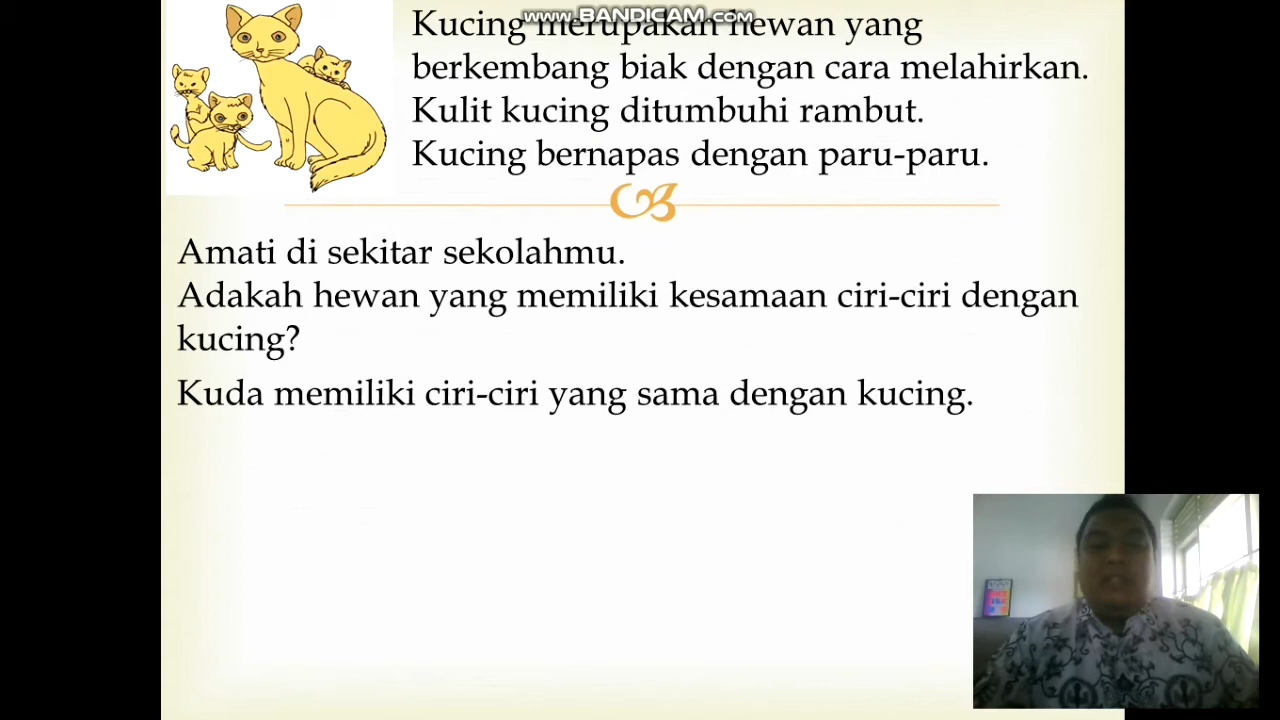 www.BANDICAM.com
Kucing merupakan hewan yang
berkembang biak dengan cara melahirkan.
Kulit kucing ditumbuhi rambut.
Kucing bernapas dengan paru-paru.
Amati di sekitar sekolahmu.
Adakah hewan yang memiliki kesamaan ciri-ciri dengan
kucing?
Kuda memiliki ciri-ciri yang sama dengan kucing.